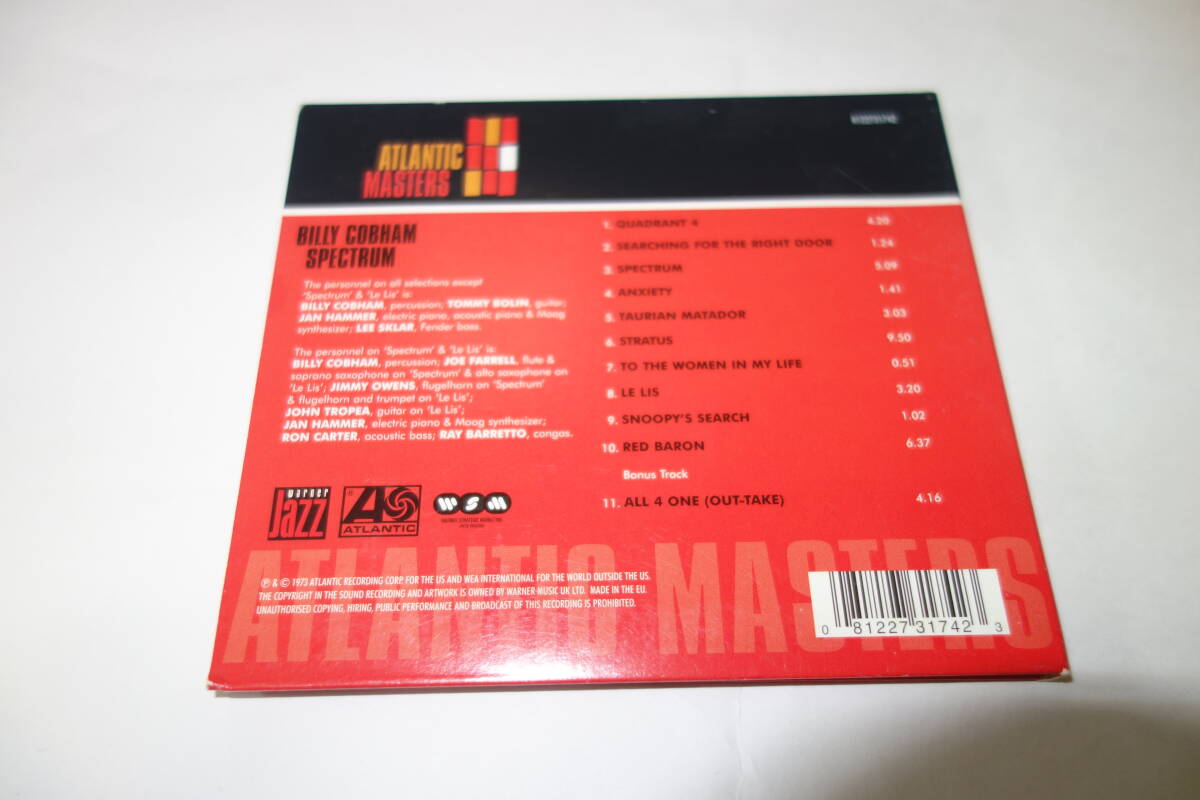 ATLANTIC
MASTERS
BILLY COBHAM
SPECTRUM
The personnel on all selections except
'Spectrum' & 'Le Lis' is:
BILLY COBHAM, percussion; TOMMY BOLIN, guitar;
JAN HAMMER, electric piano, acoustic piano & Moog
synthesizer; LEE SKLAR, Fender bass.
The personnel on 'Spectrum' & 'Le Lis' is:
BILLY COBHAM, percussion; JOE FARRELL, flute &
soprano saxophone on 'Spectrum' & alto saxophone on
'Le Lis'; JIMMY OWENS, flugelhorn on 'Spectrum'
& flugelhorn and trumpet on 'Le Lis';
JOHN TROPEA, guitar on 'Le Lis';
JAN HAMMER, electric piano & Moog synthesizer;
RON CARTER, acoustic bass; RAY BARRETTO, congas.
1. QUADRANT 4 4.20
2. SEARCHING FOR THE RIGHT DOOR 1.24
3. SPECTRUM 5.09
4. ANXIETY 1.41
5. TAURIAN MATADOR 3.03
6. STRATUS 9.50
7. TO THE WOMEN IN MY LIFE 0.51
8. LE LIS 3.20
9. SNOOPY'S SEARCH 1.02
10. RED BARON 6.37
Bonus Track
11. ALL 4 ONE (OUT-TAKE) 4.16
warner
Jazz
ATLANTIC
WSM
WARNER STRATEGIC MARKETING
ATLANTIC MASTERS
℗ & © 1973 ATLANTIC RECORDING CORP. FOR THE US AND WEA INTERNATIONAL FOR THE WORLD OUTSIDE THE US.
THE COPYRIGHT IN THE SOUND RECORDING AND ARTWORK IS OWNED BY WARNER-MUSIC UK LTD. MADE IN THE EU.
UNAUTHORISED COPYING, HIRING, PUBLIC PERFORMANCE AND BROADCAST OF THIS RECORDING IS PROHIBITED.
0 81227 31742 3